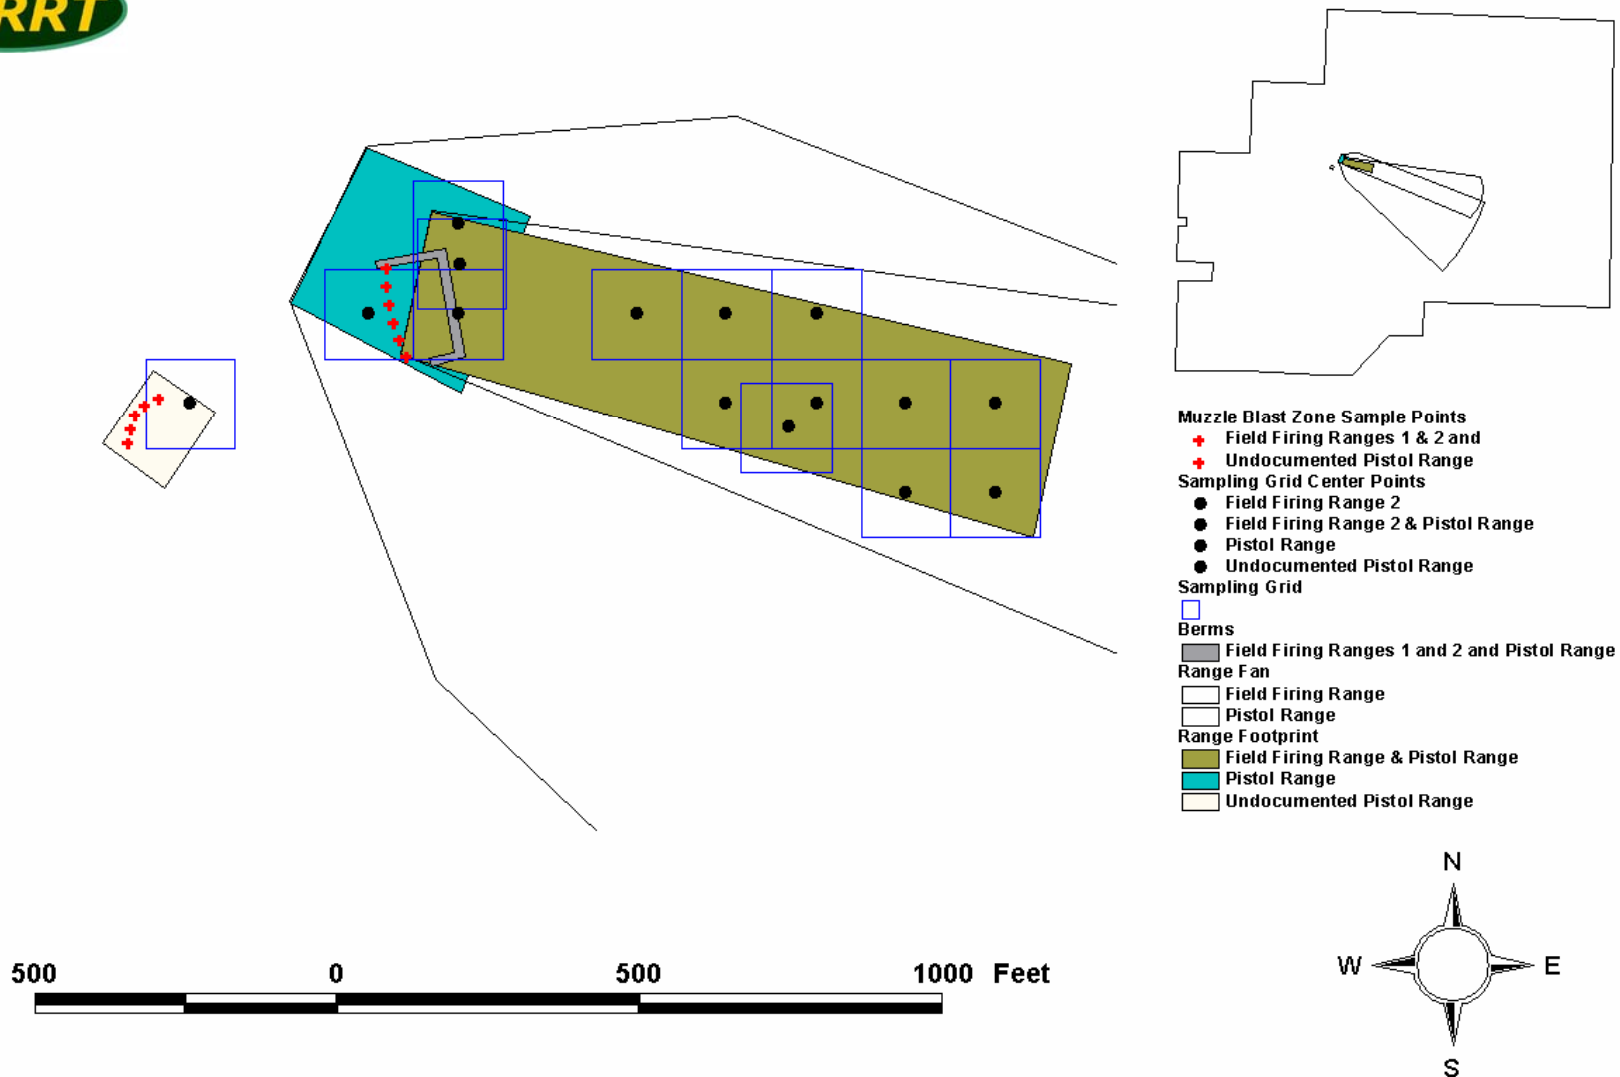 RRT
Muzzle Blast Zone Sample Points
Field Firing Ranges 1 & 2 and
Undocumented Pistol Range
Sampling Grid Center Points
Field Firing Range 2
Field Firing Range 2 & Pistol Range
Pistol Range
Undocumented Pistol Range
Sampling Grid
Berms
Field Firing Ranges 1 and 2 and Pistol Range
Range Fan
Field Firing Range
Pistol Range
Range Footprint
Field Firing Range & Pistol Range
Pistol Range
Undocumented Pistol Range
N
W E
S
500 0 500 1000 Feet